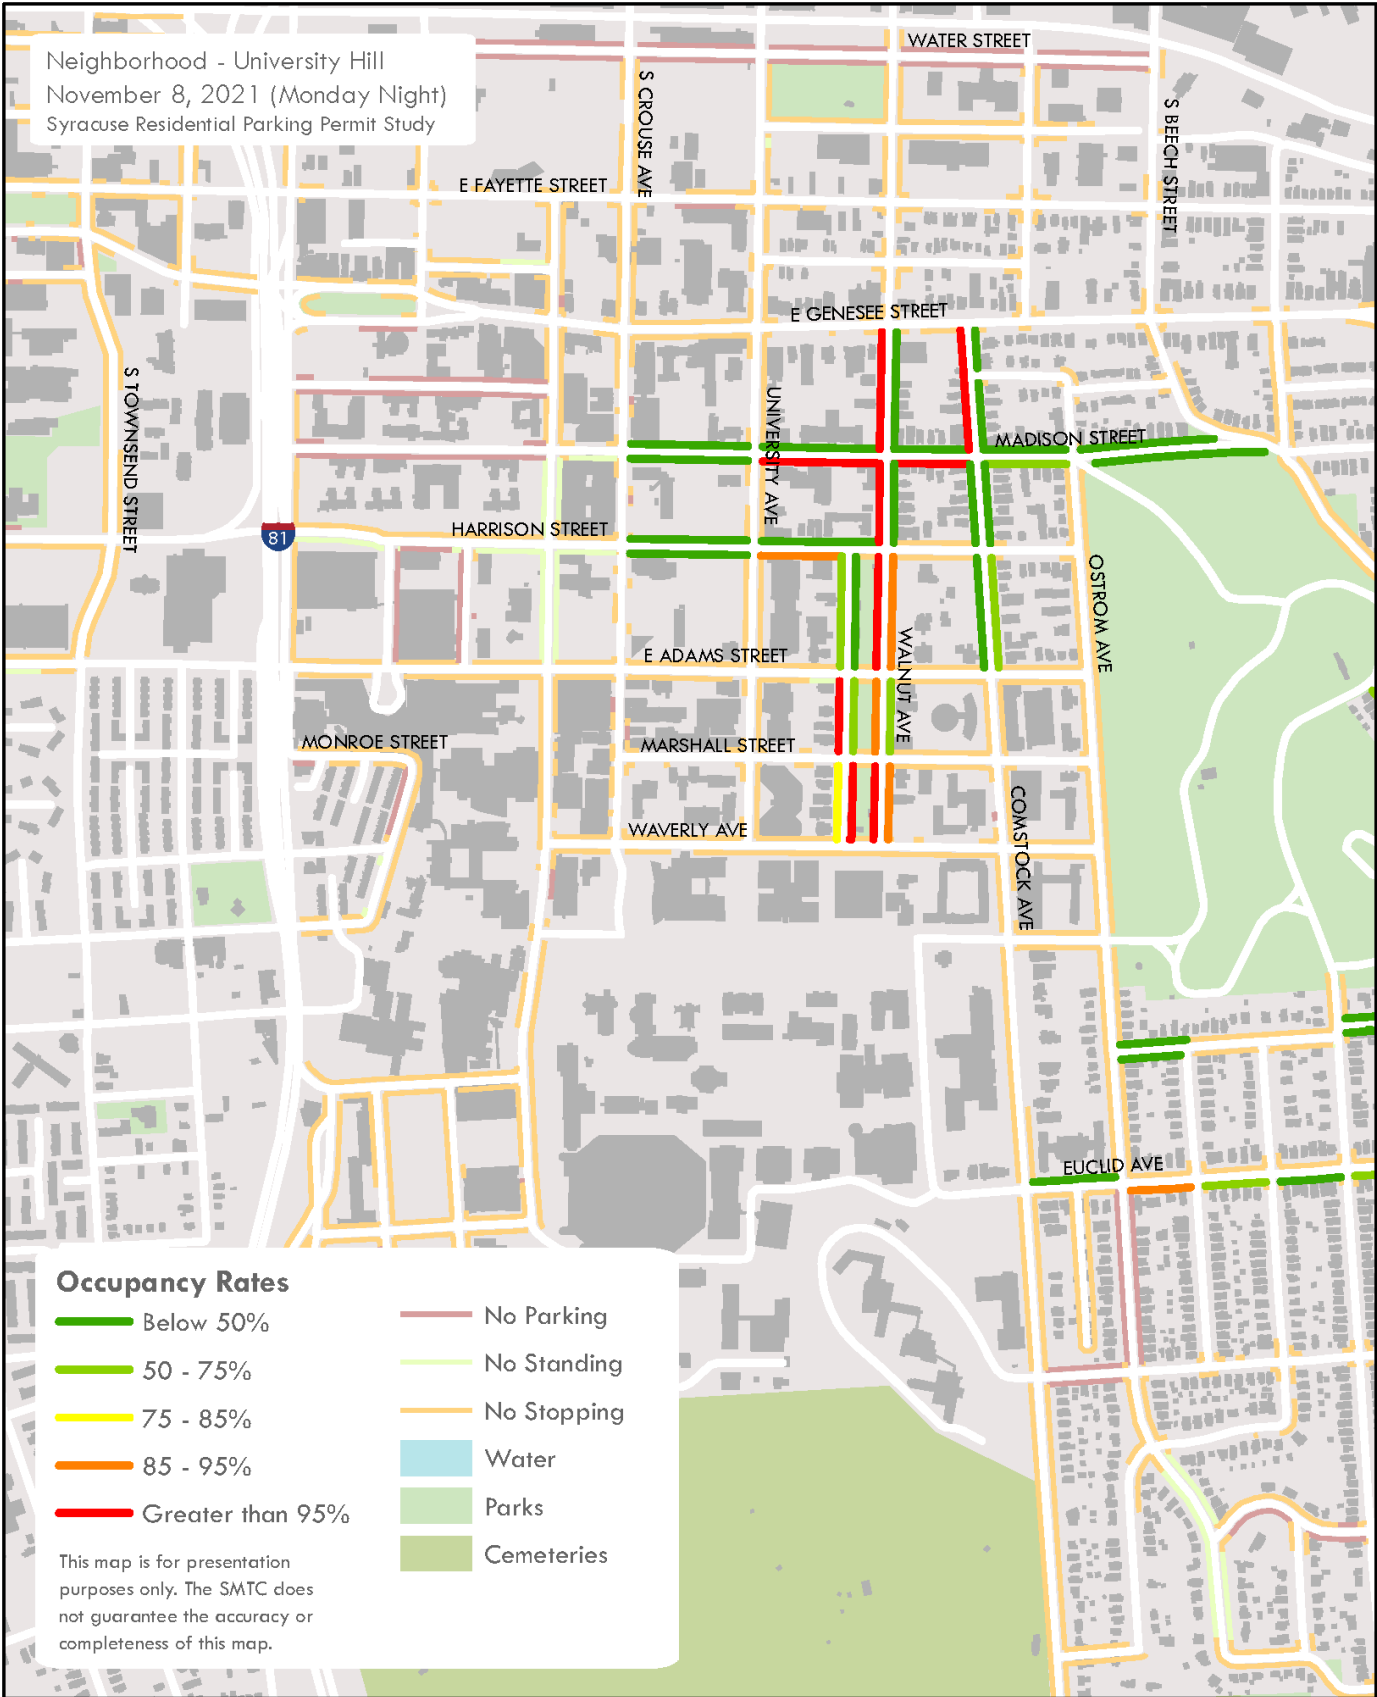 Neighborhood - University Hill
November 8, 2021 (Monday Night)
Syracuse Residential Parking Permit Study
WATER STREET
S CROUSE AVE
S BEECH STREET
E FAYETTE STREET
E GENESEE STREET
S TOWNSEND STREET
UNIVERSITY AVE
MADISON STREET
HARRISON STREET
81
OSTROM AVE
E ADAMS STREET
WALNUT AVE
MONROE STREET
MARSHALL STREET
COMSTOCK AVE
WAVERLY AVE
EUCLID AVE
Occupancy Rates
Below 50%
50 - 75%
75 - 85%
85 - 95%
Greater than 95%
No Parking
No Standing
No Stopping
Water
Parks
Cemeteries
This map is for presentation
purposes only. The SMTC does
not guarantee the accuracy or
completeness of this map.